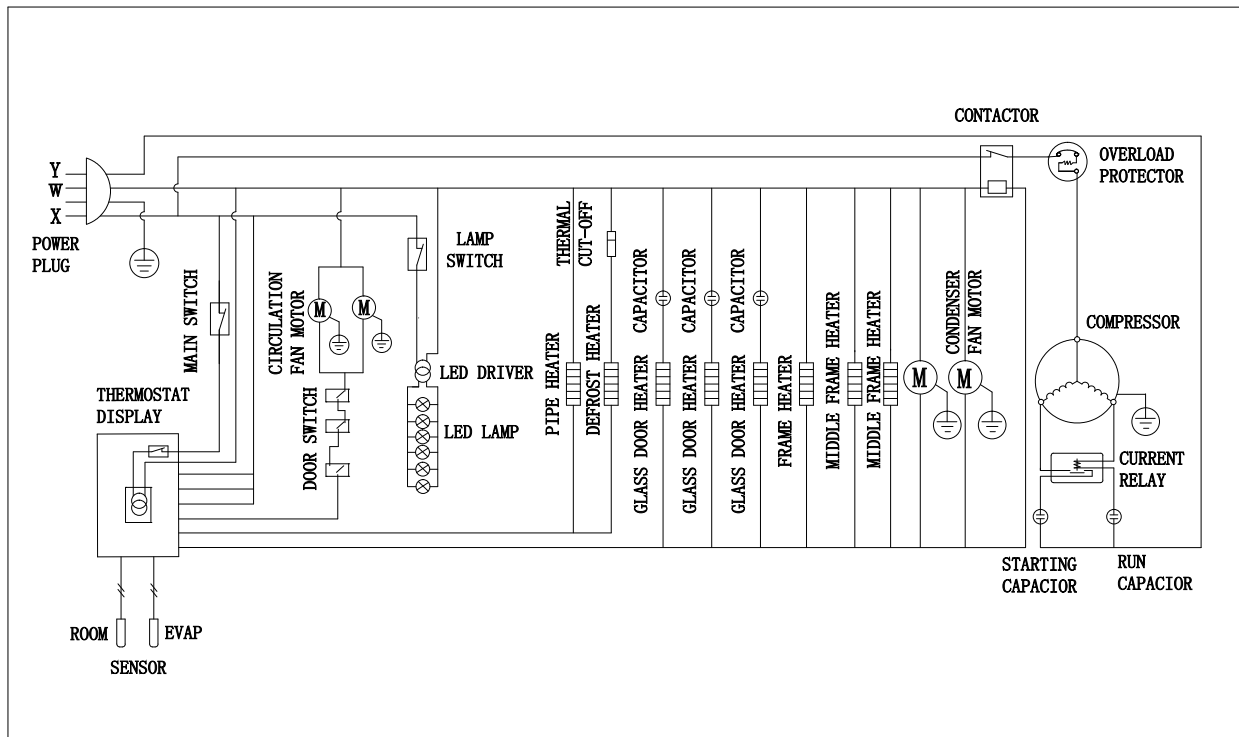 CONTACTOR
OVERLOAD
PROTECTOR
Y
W
X
POWER
PLUG
MAIN SWITCH
CIRCULATION
FAN MOTOR
M
M
LAMP
SWITCH
THERMAL
CUT-OFF
CAPACITOR
CAPACITOR
CAPACITOR
CONDENSER
FAN MOTOR
COMPRESSOR
THERMOSTAT
DISPLAY
DOOR SWITCH
LED DRIVER
LED LAMP
PIPE HEATER
DEFROST HEATER
GLASS DOOR HEATER
GLASS DOOR HEATER
GLASS DOOR HEATER
FRAME HEATER
MIDDLE FRAME HEATER
MIDDLE FRAME HEATER
M
M
CURRENT
RELAY
STARTING
CAPACIOR
RUN
CAPACIOR
ROOM
EVAP
SENSOR